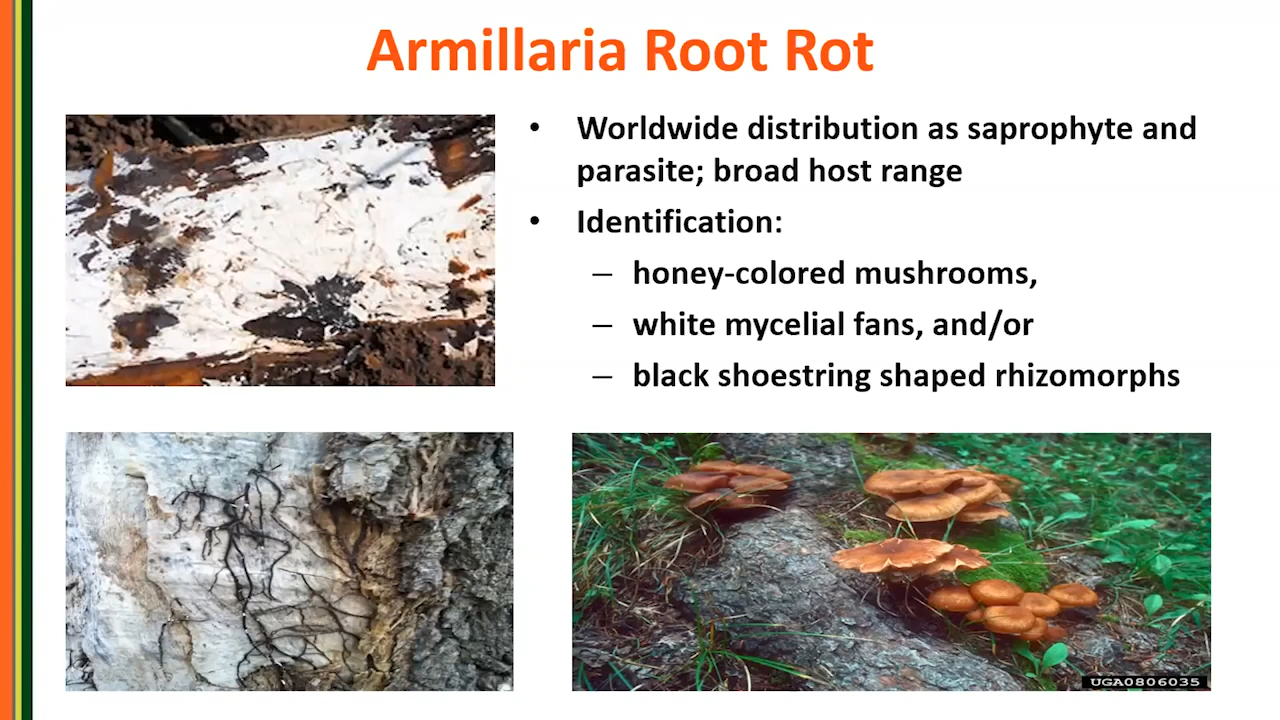 Armillaria Root Rot
• Worldwide distribution as saprophyte and
parasite; broad host range
• Identification:
– honey-colored mushrooms,
– white mycelial fans, and/or
– black shoestring shaped rhizomorphs
UGA0806035